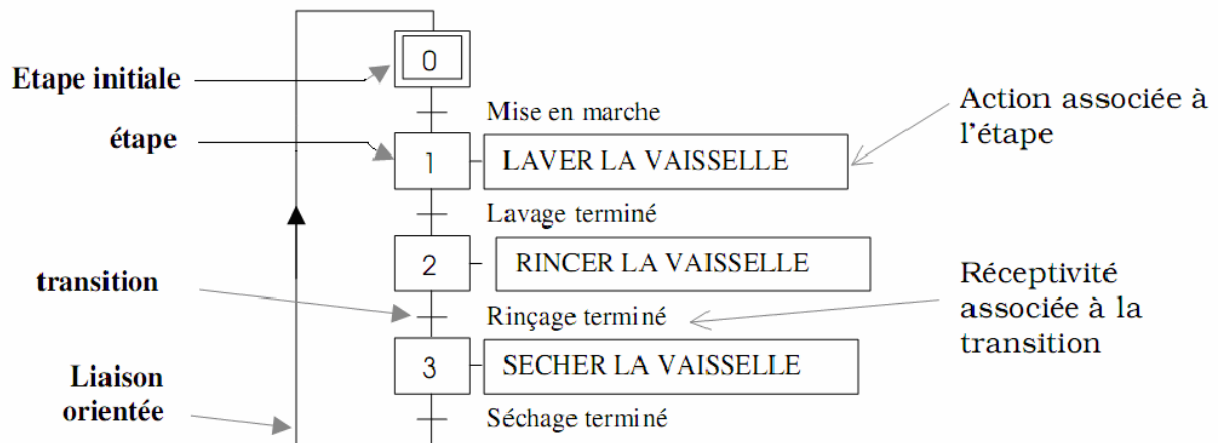 0
Etape initiale
Mise en marche
étape
1
LAVER LA VAISSELLE
Action associée à
l'étape
Lavage terminé
2
RINCER LA VAISSELLE
transition
Rinçage terminé
Réceptivité
associée à la
transition
3
SECHER LA VAISSELLE
Liaison
orientée
Séchage terminé